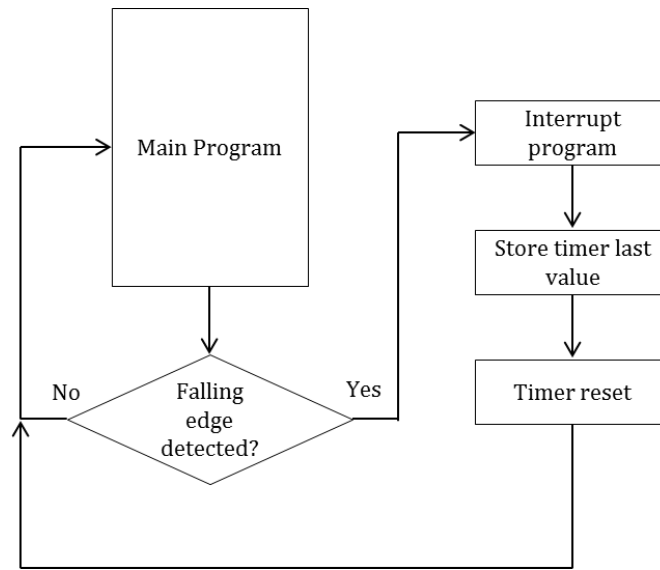 Main Program
Interrupt
program
Store timer last
value
Timer reset
No
Falling
edge
detected?
Yes